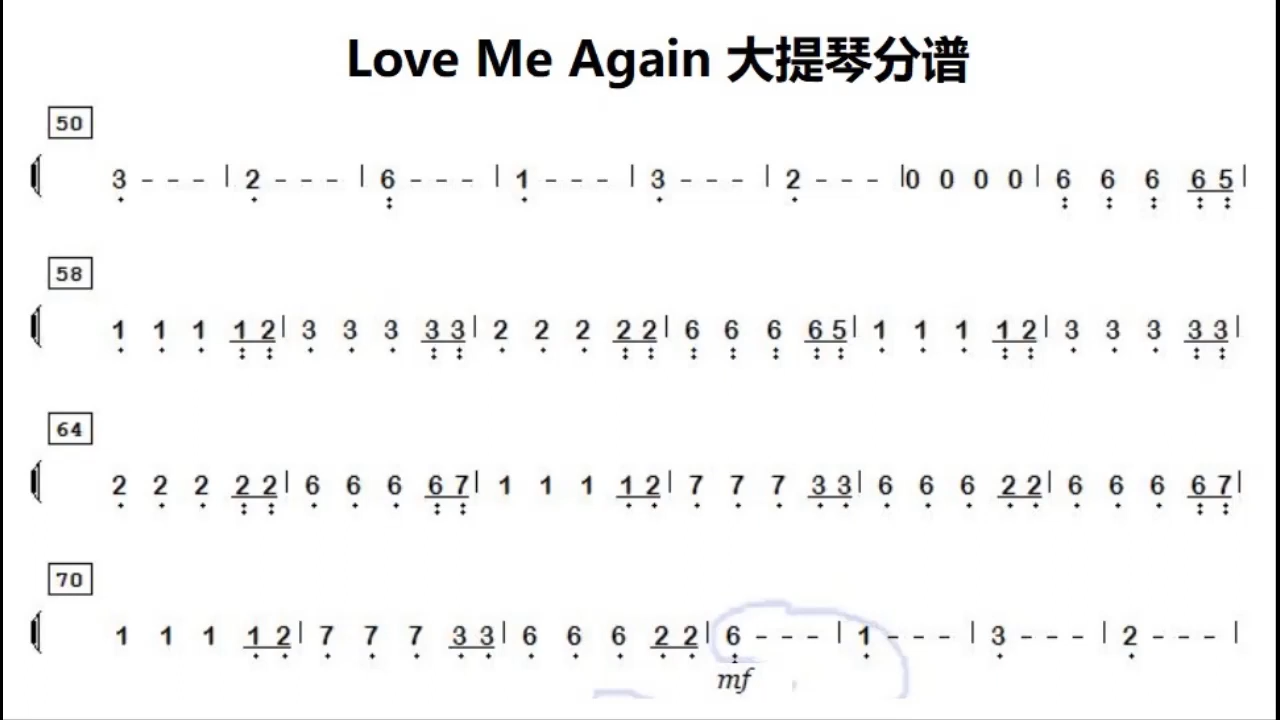 Love Me Again 大提琴分谱
50
3 - - - | 2 - - - | 6 - - - | 1 - - - | 3 - - - | 2 - - - |0 0 0 0 | 6 6 6 6 5 |
58
1 1 1 1 2 | 3 3 3 3 3 | 2 2 2 2 2 | 6 6 6 6 5 | 1 1 1 1 2 | 3 3 3 3 3 |
64
2 2 2 2 2 | 6 6 6 6 7 | 1 1 1 1 2 | 7 7 7 3 3 | 6 6 6 2 2 | 6 6 6 6 7 |
70
1 1 1 1 2 | 7 7 7 3 3 | 6 6 6 2 2 | 6 - - - | 1 - - - | 3 - - - | 2 - - - |
mf